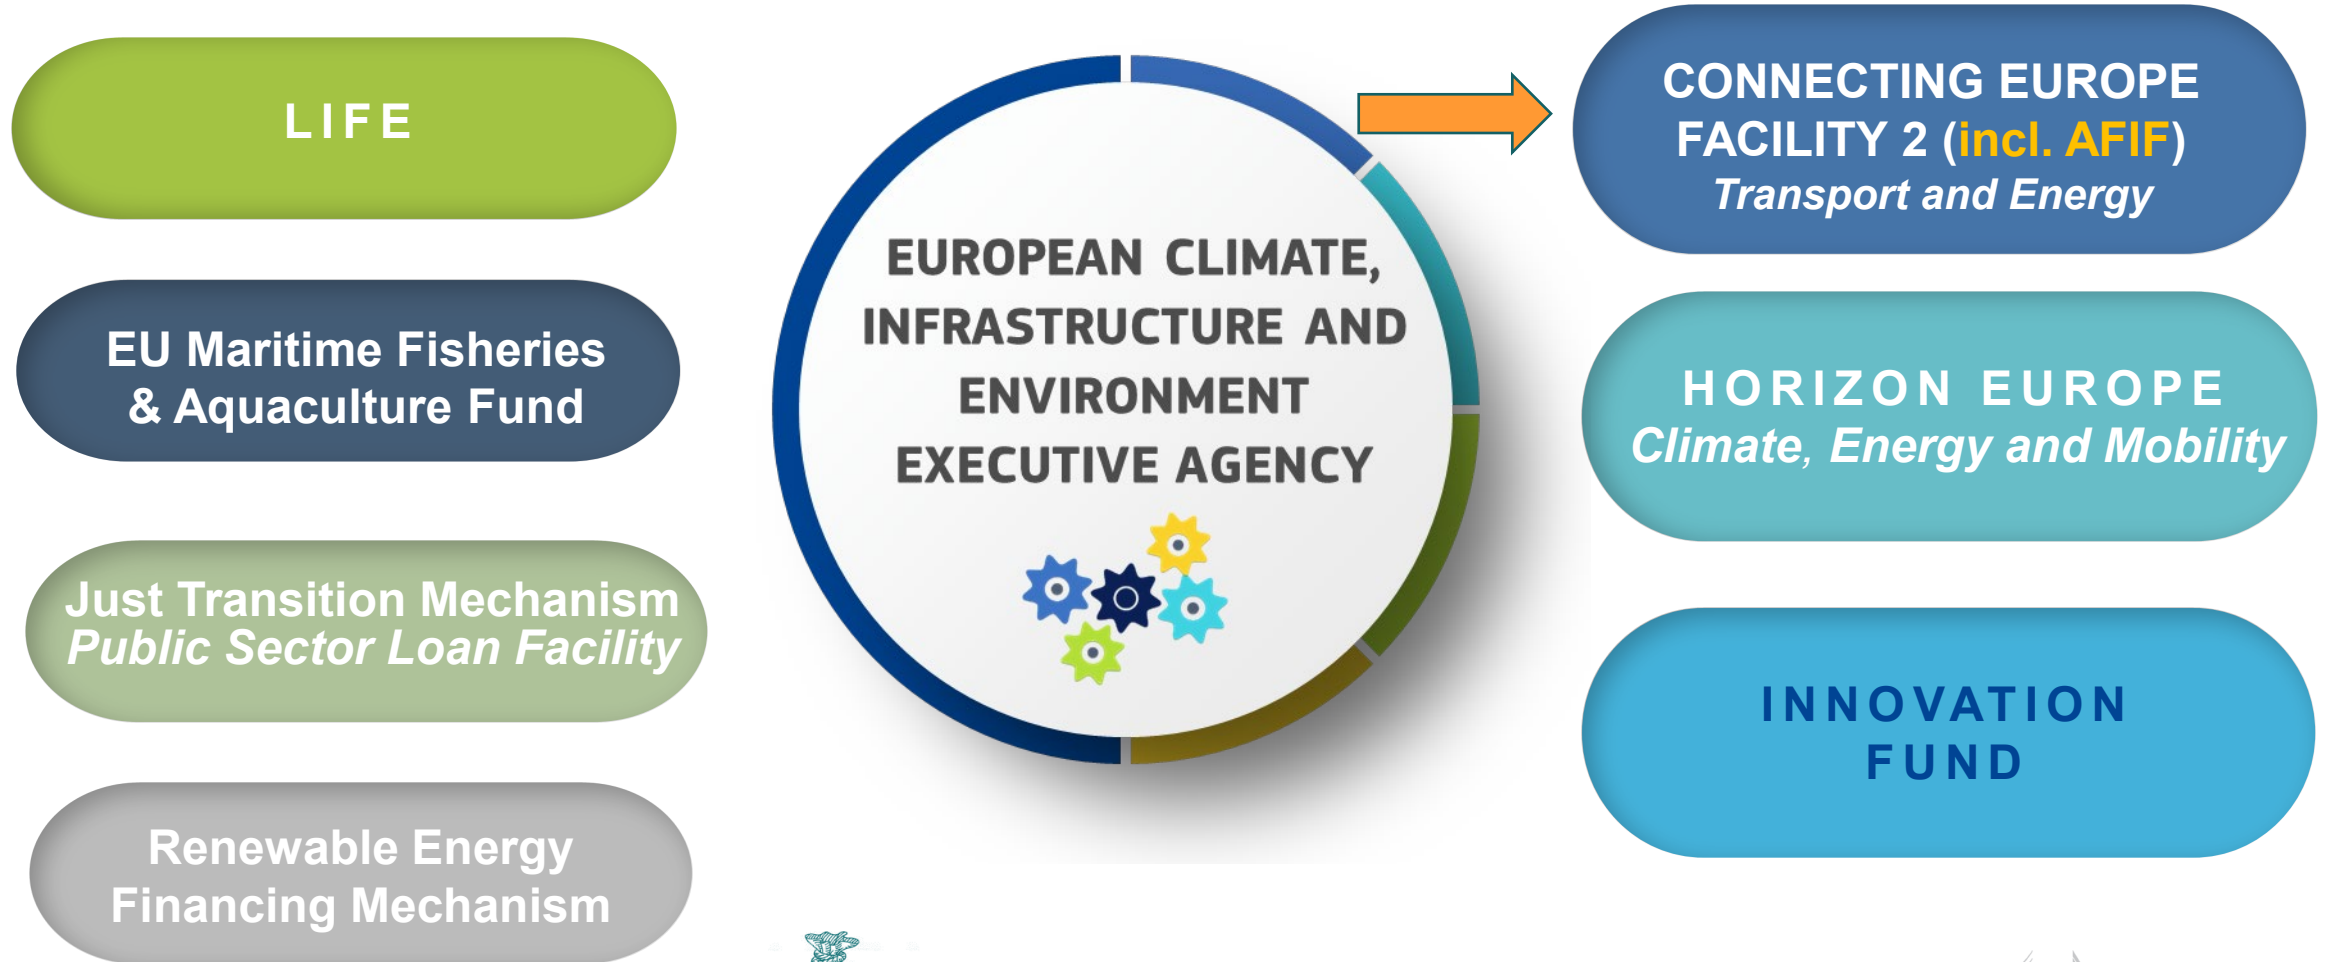 LIFE
EU Maritime Fisheries
& Aquaculture Fund
Just Transition Mechanism
Public Sector Loan Facility
Renewable Energy
Financing Mechanism
EUROPEAN CLIMATE,
INFRASTRUCTURE AND
ENVIRONMENT
EXECUTIVE AGENCY
CONNECTING EUROPE
FACILITY 2 (incl. AFIF)
Transport and Energy
HORIZON EUROPE
Climate, Energy and Mobility
INNOVATION
FUND